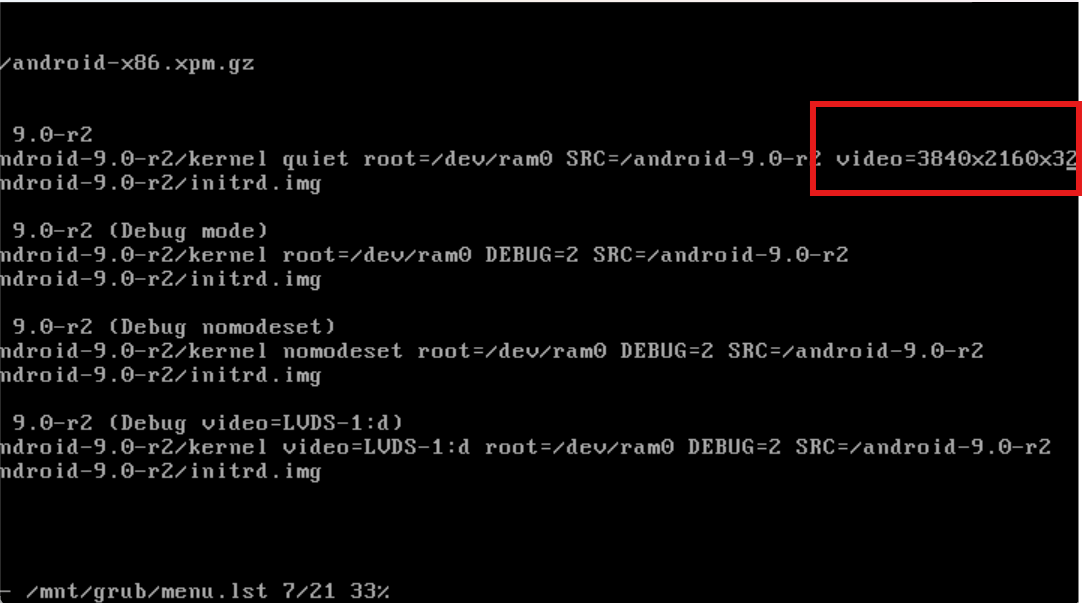 /android-x86.xpm.gz
9.0-r2
ndroid-9.0-r2/kernel quiet root=/dev/ram0 SRC=/android-9.0-r2 video=3840x2160x32
ndroid-9.0-r2/initrd.img
9.0-r2 (Debug mode)
ndroid-9.0-r2/kernel root=/dev/ram0 DEBUG=2 SRC=/android-9.0-r2
ndroid-9.0-r2/initrd.img
9.0-r2 (Debug nomodeset)
ndroid-9.0-r2/kernel nomodeset root=/dev/ram0 DEBUG=2 SRC=/android-9.0-r2
ndroid-9.0-r2/initrd.img
9.0-r2 (Debug video=LVDS-1:d)
ndroid-9.0-r2/kernel video=LVDS-1:d root=/dev/ram0 DEBUG=2 SRC=/android-9.0-r2
ndroid-9.0-r2/initrd.img
- /mnt/grub/menu.lst 7/21 33%